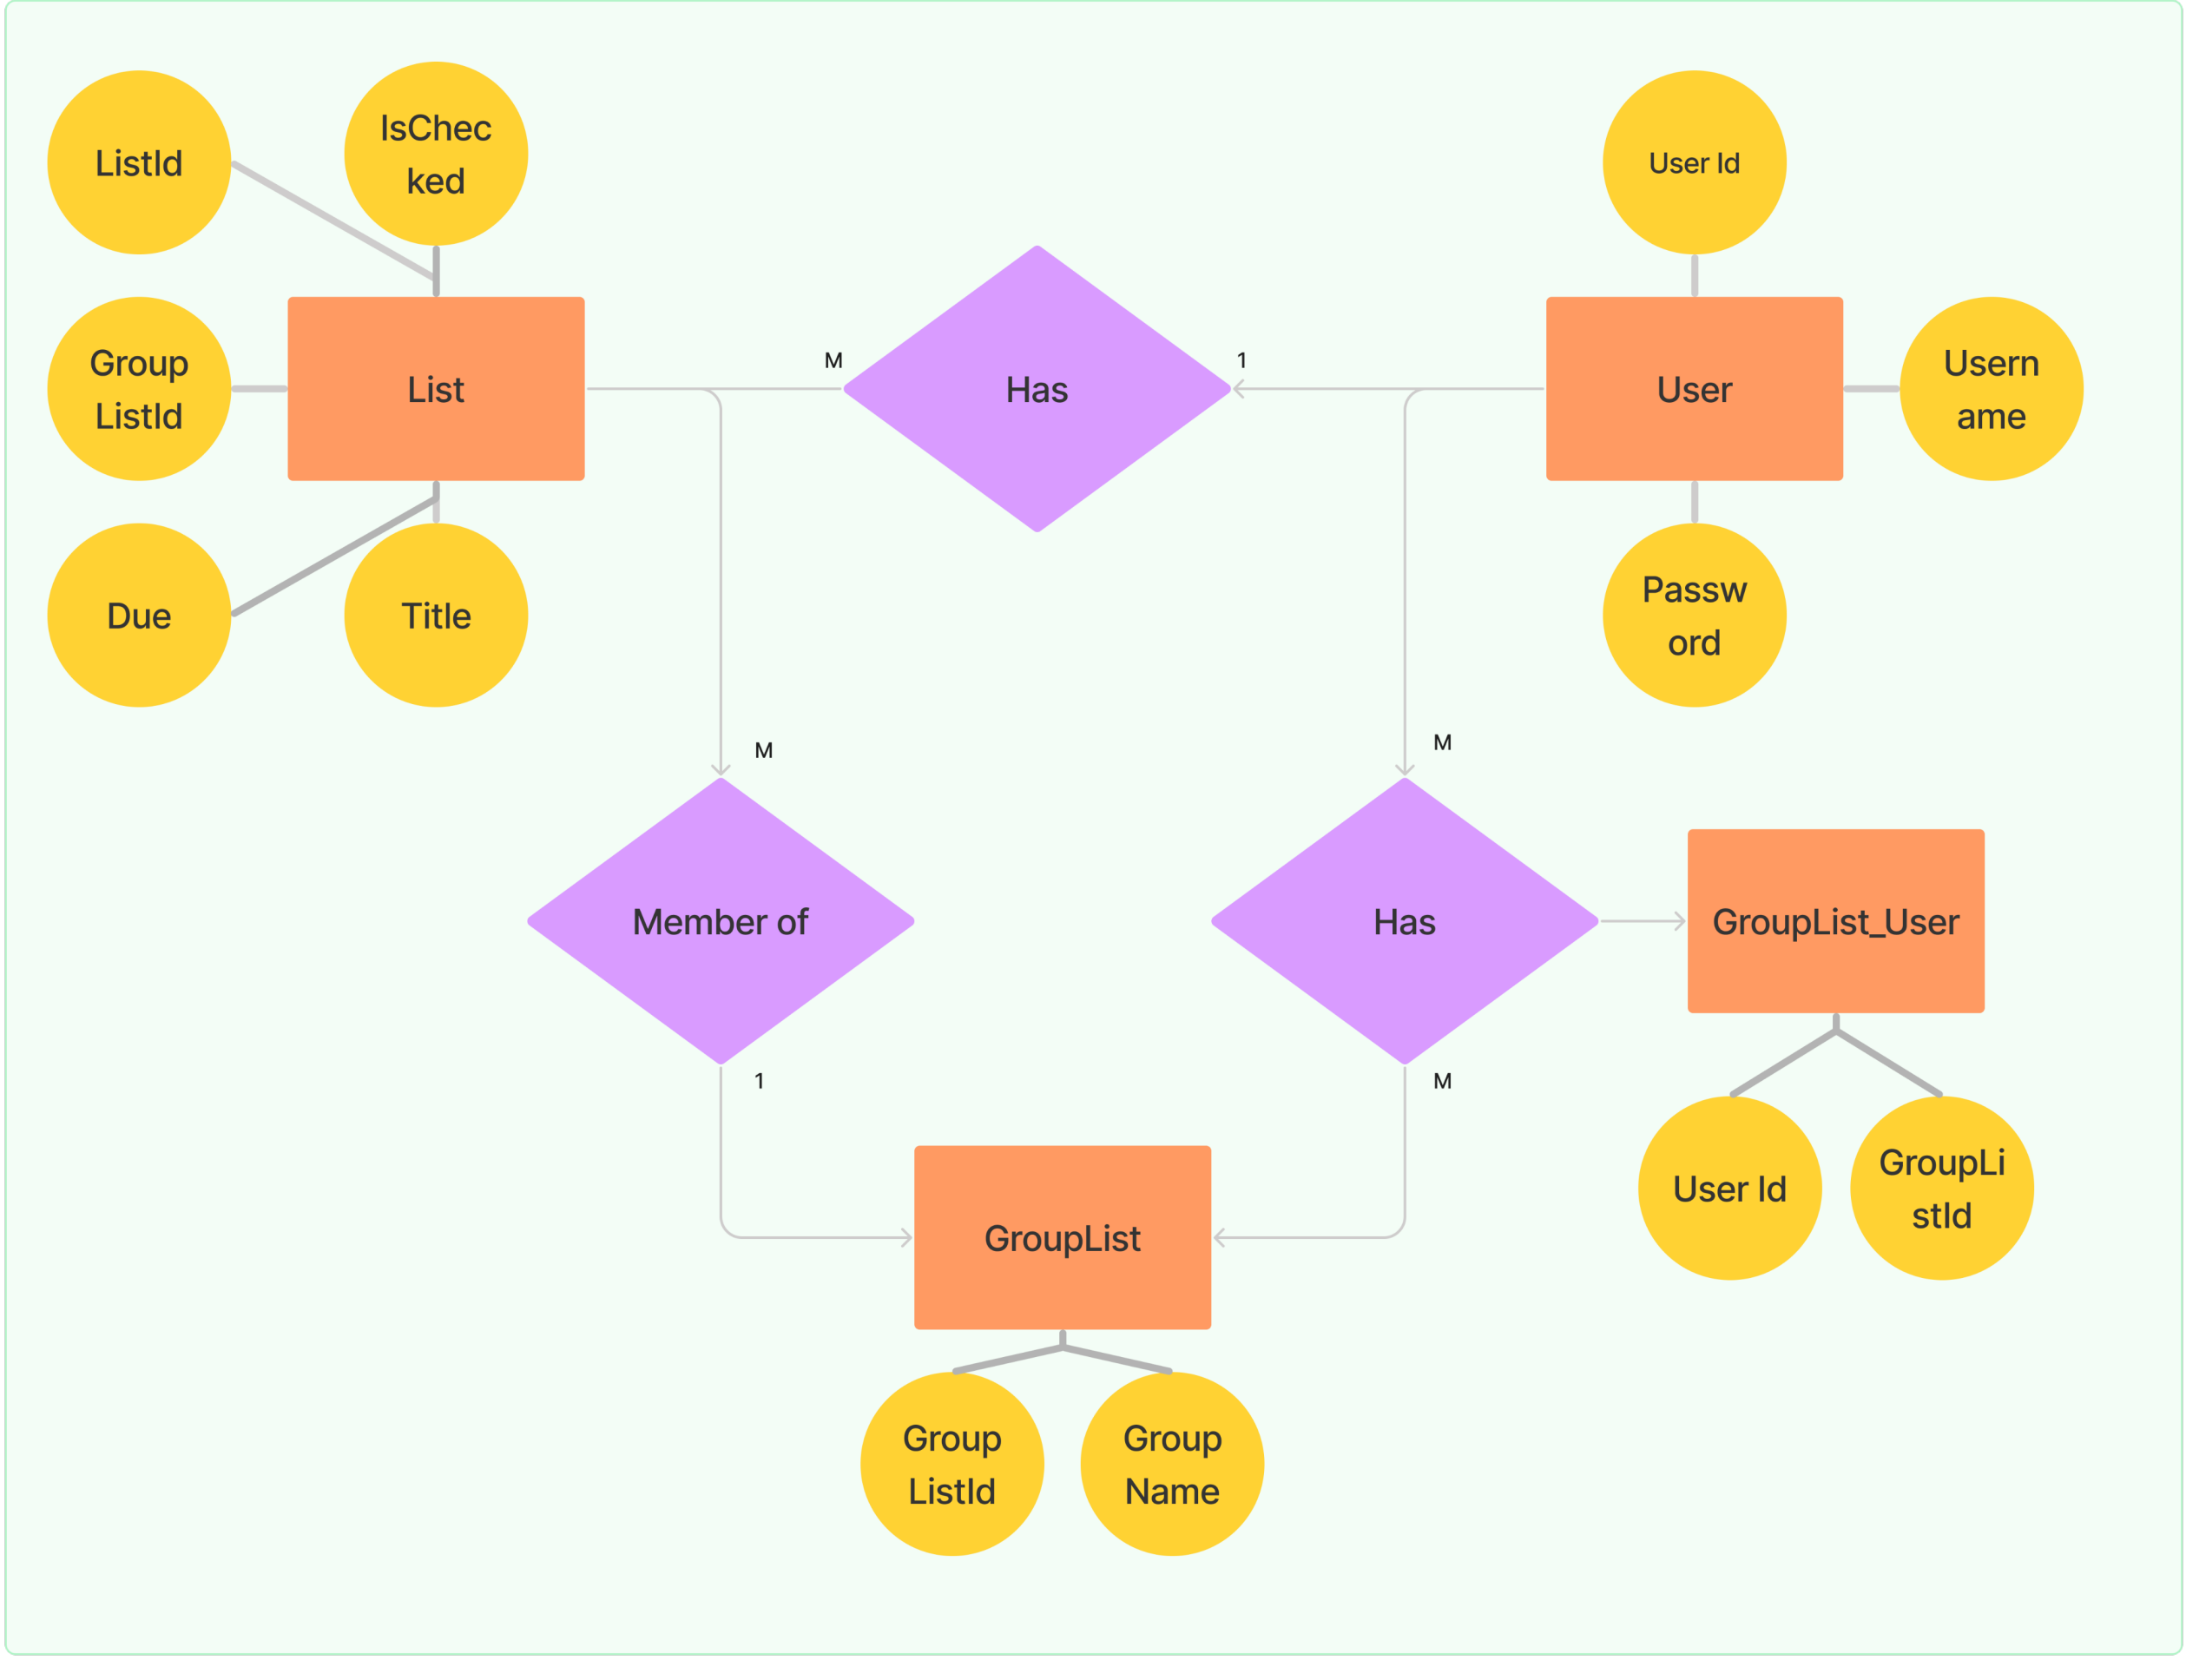 ListId
IsChec
ked
User Id
Group
ListId
List
M
Has
1
User
Usern
ame
Due
Title
Passw
ord
M
M
Member of
Has
GroupList_User
1
M
User Id
GroupLi
stId
GroupList
Group
ListId
Group
Name